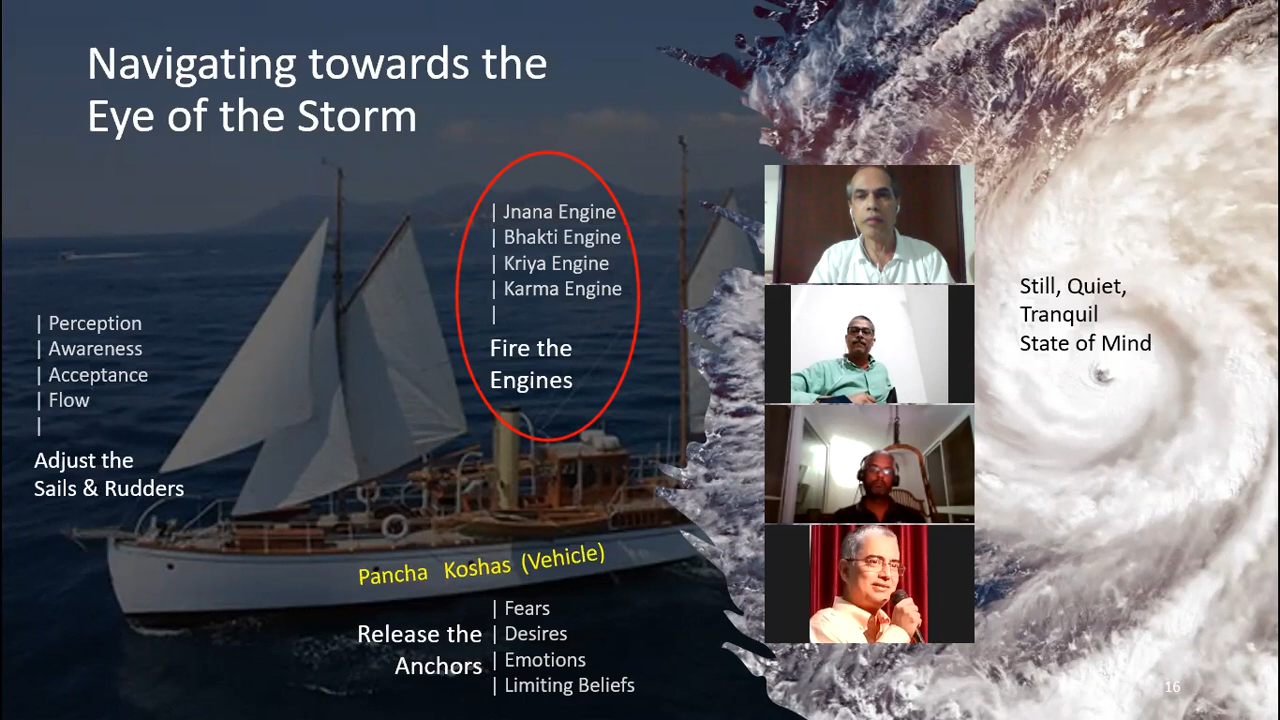 Navigating towards the
Eye of the Storm
| Jnana Engine
| Bhakti Engine
| Kriya Engine
| Karma Engine
|
Fire the
Engines
| Perception
| Awareness
| Acceptance
| Flow
|
Adjust the
Sails & Rudders
Pancha Koshas (Vehicle)
Release the
Anchors
| Fears
| Desires
| Emotions
| Limiting Beliefs
Still, Quiet,
Tranquil
State of Mind
16